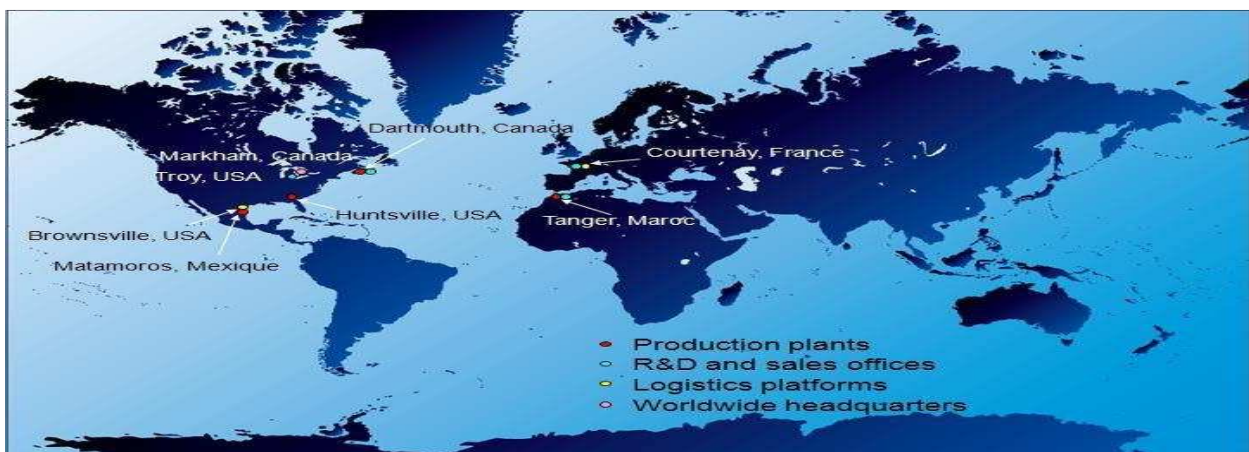 Dartmouth, Canada
Markham, Canada
Courtenay, France
Troy, USA
Huntsville, USA
Tanger, Maroc
Brownsville, USA
Matamoros, Mexique
Production plants
R&D and sales offices
Logistics platforms
Worldwide headquarters